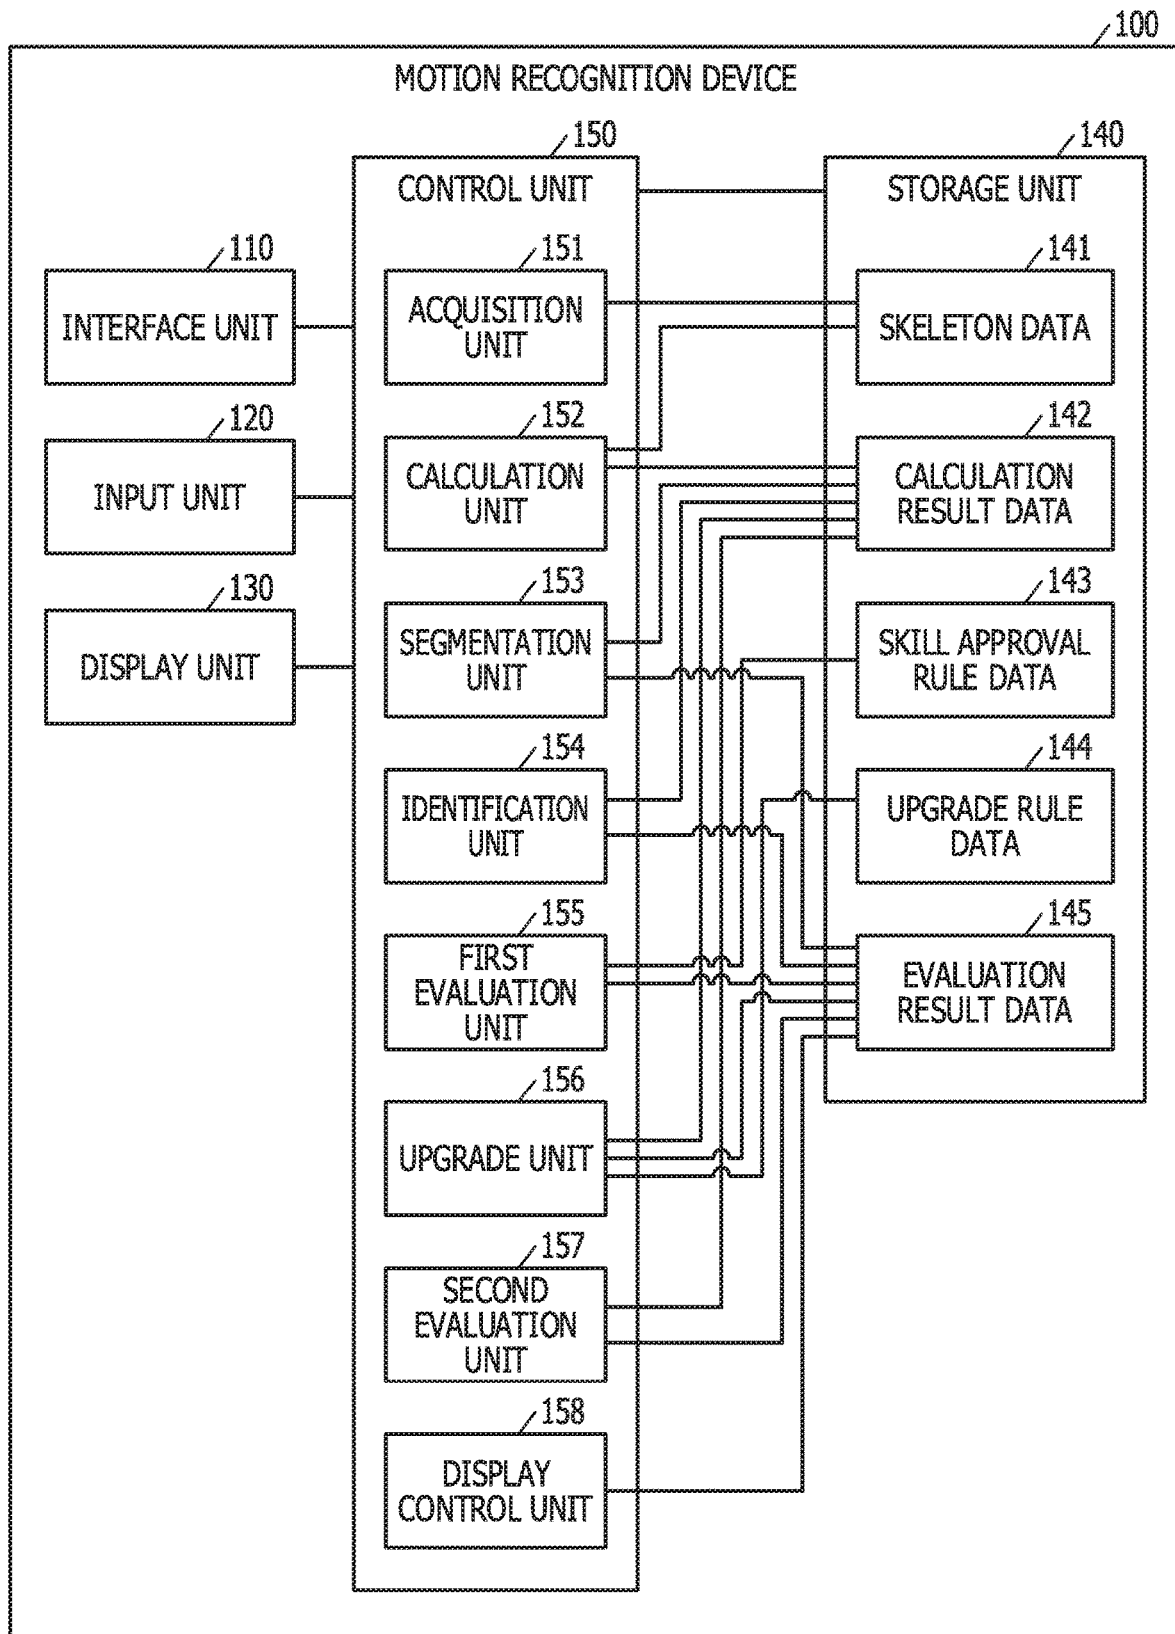 100
MOTION RECOGNITION DEVICE
150
CONTROL UNIT
140
STORAGE UNIT
110
INTERFACE UNIT
120
INPUT UNIT
130
DISPLAY UNIT
151
ACQUISITION
UNIT
152
CALCULATION
UNIT
153
SEGMENTATION
UNIT
154
IDENTIFICATION
UNIT
155
FIRST
EVALUATION
UNIT
156
UPGRADE UNIT
157
SECOND
EVALUATION
UNIT
158
DISPLAY
CONTROL UNIT
141
SKELETON DATA
142
CALCULATION
RESULT DATA
143
SKILL APPROVAL
RULE DATA
144
UPGRADE RULE
DATA
145
EVALUATION
RESULT DATA